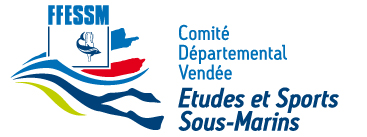 FFESSM
Comité
Départemental
Vendée
Etudes et Sports
Sous-Marins